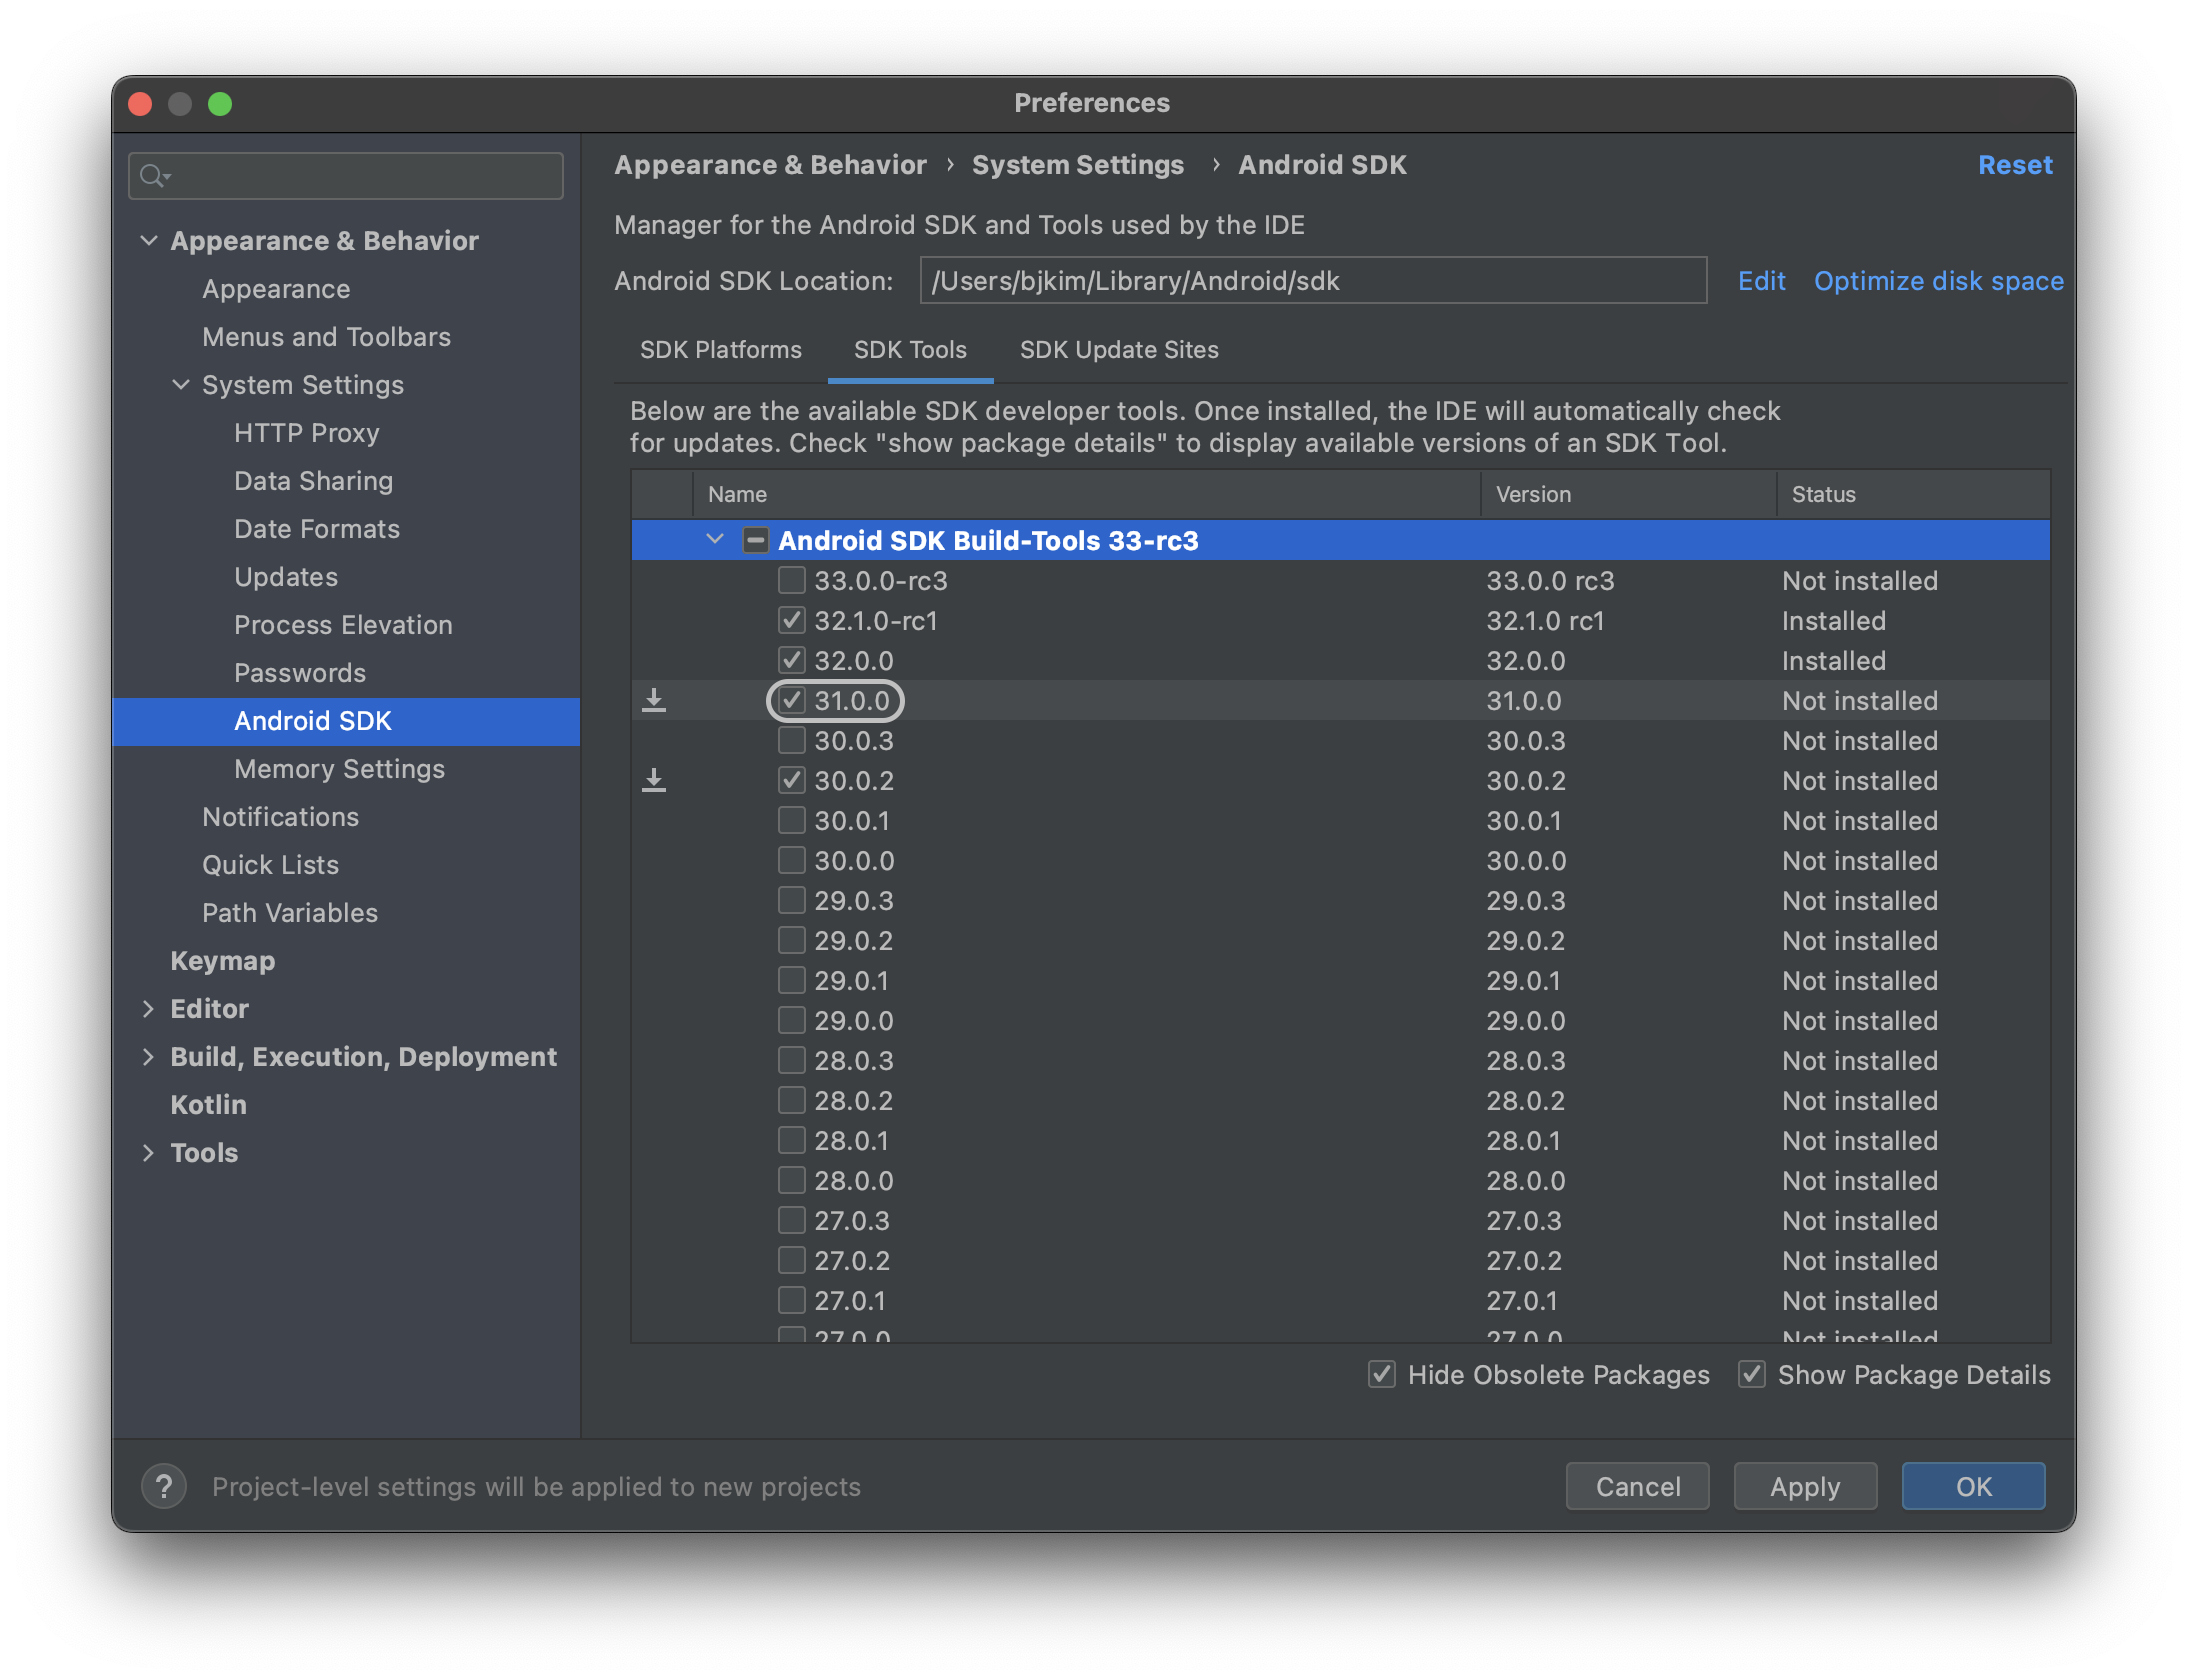 Preferences
Appearance & Behavior
Appearance
Menus and Toolbars
System Settings
HTTP Proxy
Data Sharing
Date Formats
Updates
Process Elevation
Passwords
Android SDK
Memory Settings
Notifications
Quick Lists
Path Variables
Keymap
Editor
Build, Execution, Deployment
Kotlin
Tools
Appearance & Behavior › System Settings › Android SDK Reset
Manager for the Android SDK and Tools used by the IDE
Android SDK Location: /Users/bjkim/Library/Android/sdk Edit Optimize disk space
SDK Platforms SDK Tools SDK Update Sites
Below are the available SDK developer tools. Once installed, the IDE will automatically check
for updates. Check "show package details" to display available versions of an SDK Tool.
Name Version Status
Android SDK Build-Tools 33-rc3
33.0.0-rc3 33.0.0 rc3 Not installed
32.1.0-rc1 32.1.0 rc1 Installed
32.0.0 32.0.0 Installed
31.0.0 31.0.0 Not installed
30.0.3 30.0.3 Not installed
30.0.2 30.0.2 Not installed
30.0.1 30.0.1 Not installed
30.0.0 30.0.0 Not installed
29.0.3 29.0.3 Not installed
29.0.2 29.0.2 Not installed
29.0.1 29.0.1 Not installed
29.0.0 29.0.0 Not installed
28.0.3 28.0.3 Not installed
28.0.2 28.0.2 Not installed
28.0.1 28.0.1 Not installed
28.0.0 28.0.0 Not installed
27.0.3 27.0.3 Not installed
27.0.2 27.0.2 Not installed
27.0.1 27.0.1 Not installed
27.0.0 27.0.0 Not installed
Hide Obsolete Packages Show Package Details
? Project-level settings will be applied to new projects Cancel Apply OK